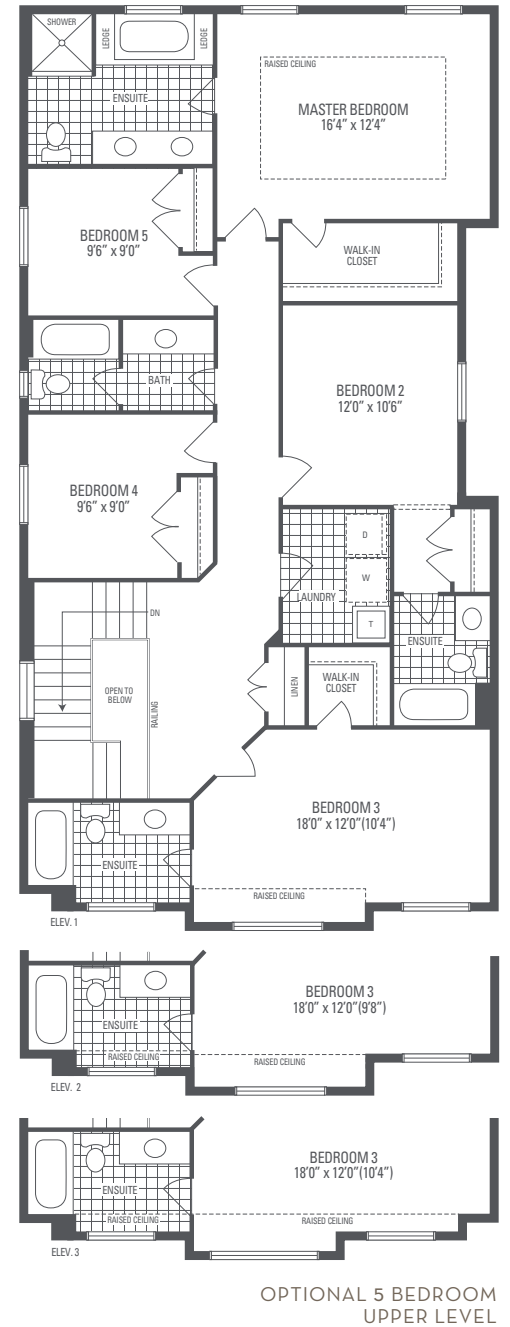 SHOWER
LEDGE
LEDGE
ENSUITE
RAISED CEILING
MASTER BEDROOM
16'4" x 12'4"
BEDROOM 5
9'6" x 9'0"
WALK-IN
CLOSET
BATH
BEDROOM 2
12'0" x 10'6"
BEDROOM 4
9'6" x 9'0"
D
W
LAUNDRY
T
DN
ENSUITE
OPEN TO
BELOW
RAILING
LINEN
WALK-IN
CLOSET
BEDROOM 3
18'0" x 12'0"(10'4")
ENSUITE
RAISED CEILING
ELEV. 1
BEDROOM 3
18'0" x 12'0"(9'8")
ENSUITE
RAISED CEILING
RAISED CEILING
ELEV. 2
BEDROOM 3
18'0" x 12'0"(10'4")
ENSUITE
RAISED CEILING
RAISED CEILING
ELEV. 3
OPTIONAL 5 BEDROOM
UPPER LEVEL